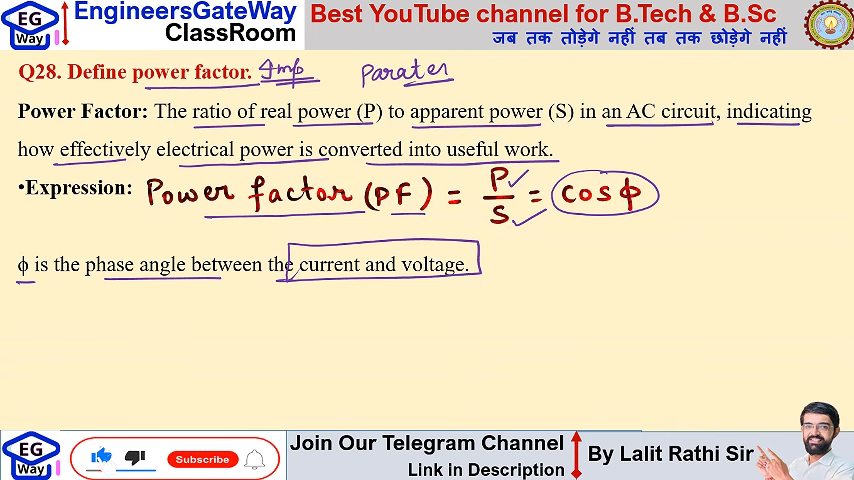 EG
Way
EngineersGateWay
ClassRoom
Best YouTube channel for B.Tech & B.Sc
जब तक तोड़ेगे नहीं तब तक छोड़ेगे नहीं
Q28. Define power factor. Imp Parater
Power Factor: The ratio of real power (P) to apparent power (S) in an AC circuit, indicating
how effectively electrical power is converted into useful work.
•Expression: Power factor (PF) = P/S = cosϕ
ϕ is the phase angle between the current and voltage.
EG
Way
Subscribe
Join Our Telegram Channel
Link in Description
By Lalit Rathi Sir